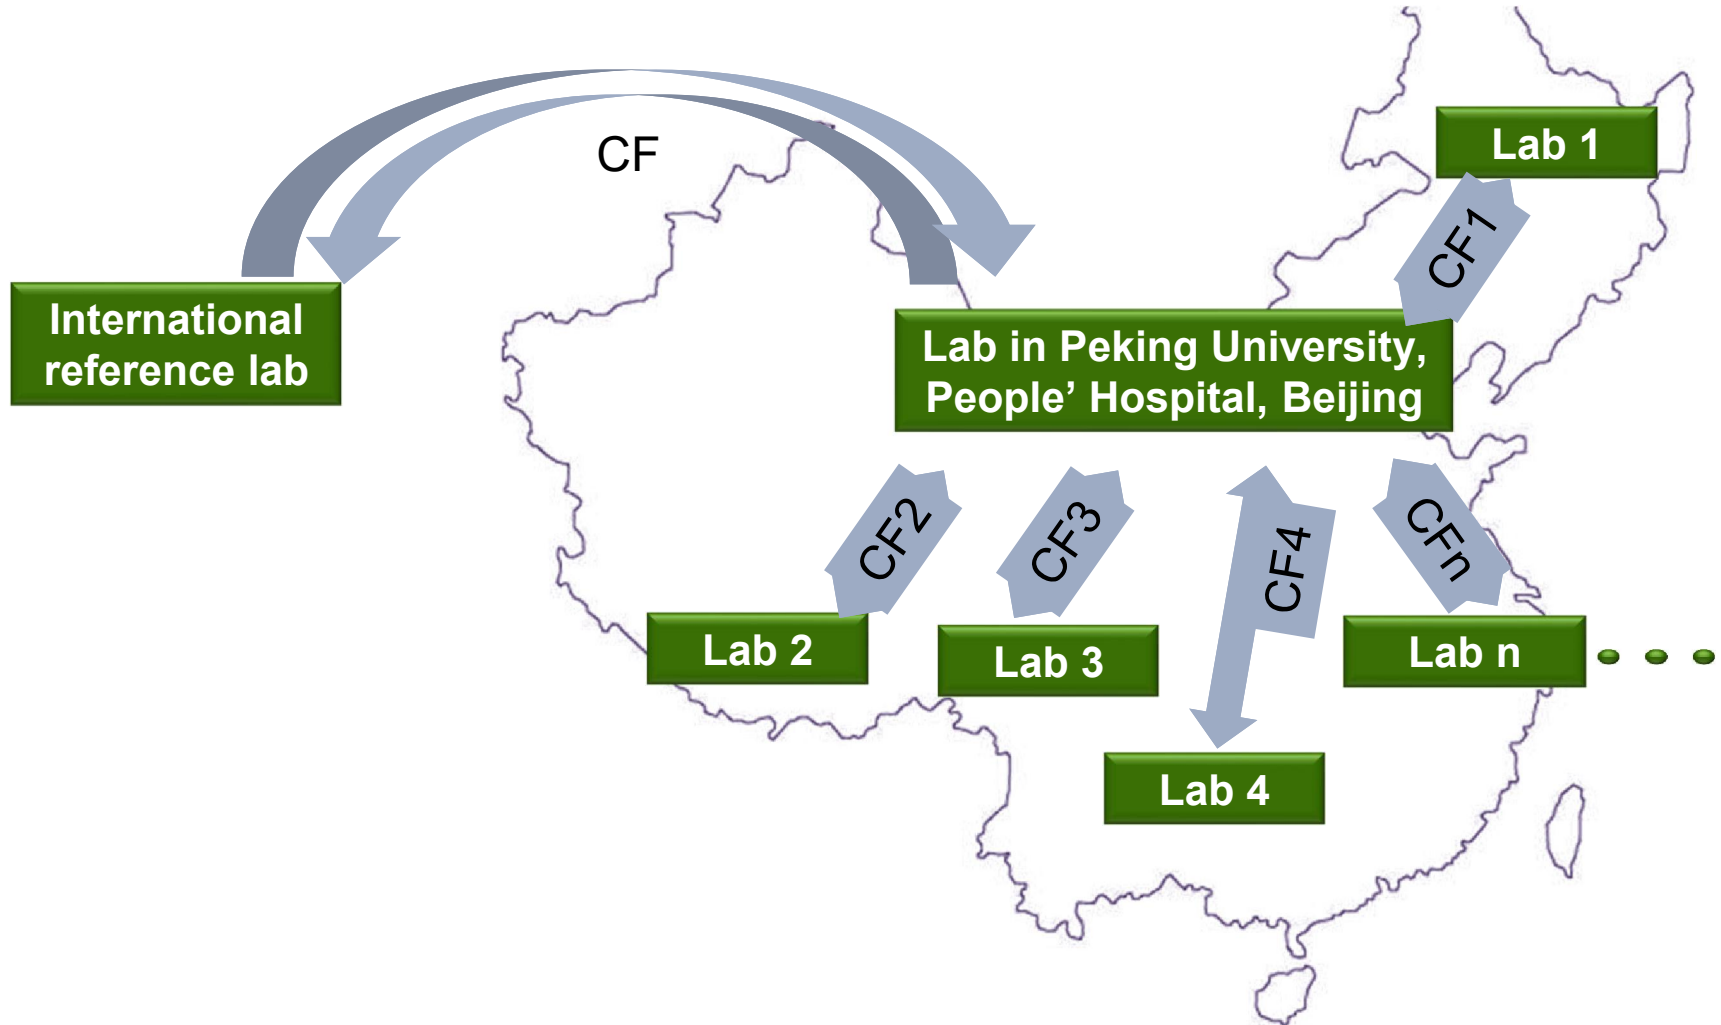 CF
Lab 1
CF1
International
reference lab
Lab in Peking University,
People’ Hospital, Beijing
CF2
CF3
CF4
CFn
Lab 2
Lab 3
Lab n
Lab 4